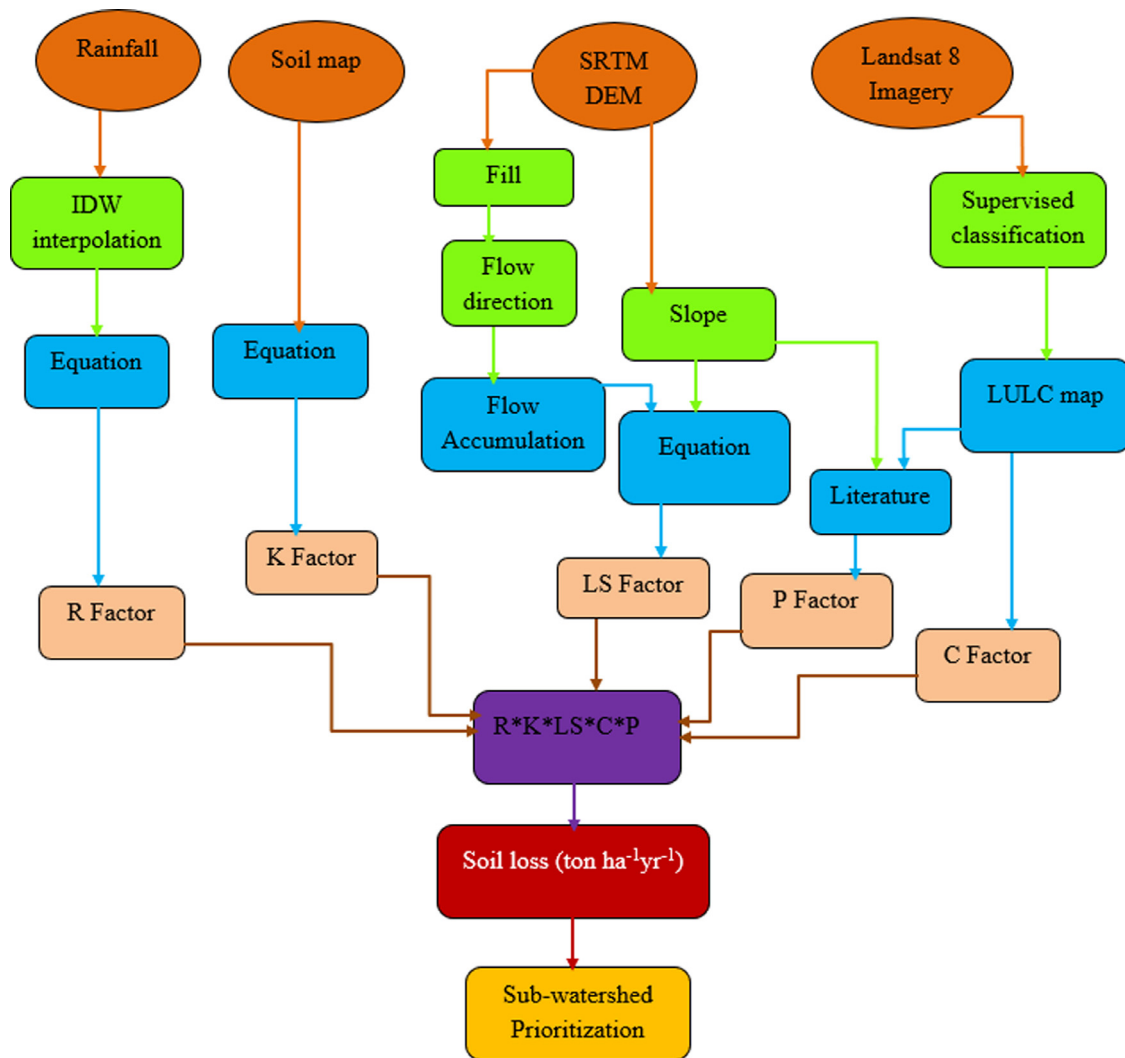 Rainfall
Soil map
SRTM
DEM
Landsat 8
Imagery
Fill
IDW
interpolation
Supervised
classification
Flow
direction
Slope
Equation
Equation
Flow
Accumulation
Equation
LULC map
Literature
K Factor
LS Factor
P Factor
R Factor
C Factor
R*K*LS*C*P
Soil loss (ton ha⁻¹yr⁻¹)
Sub-watershed
Prioritization